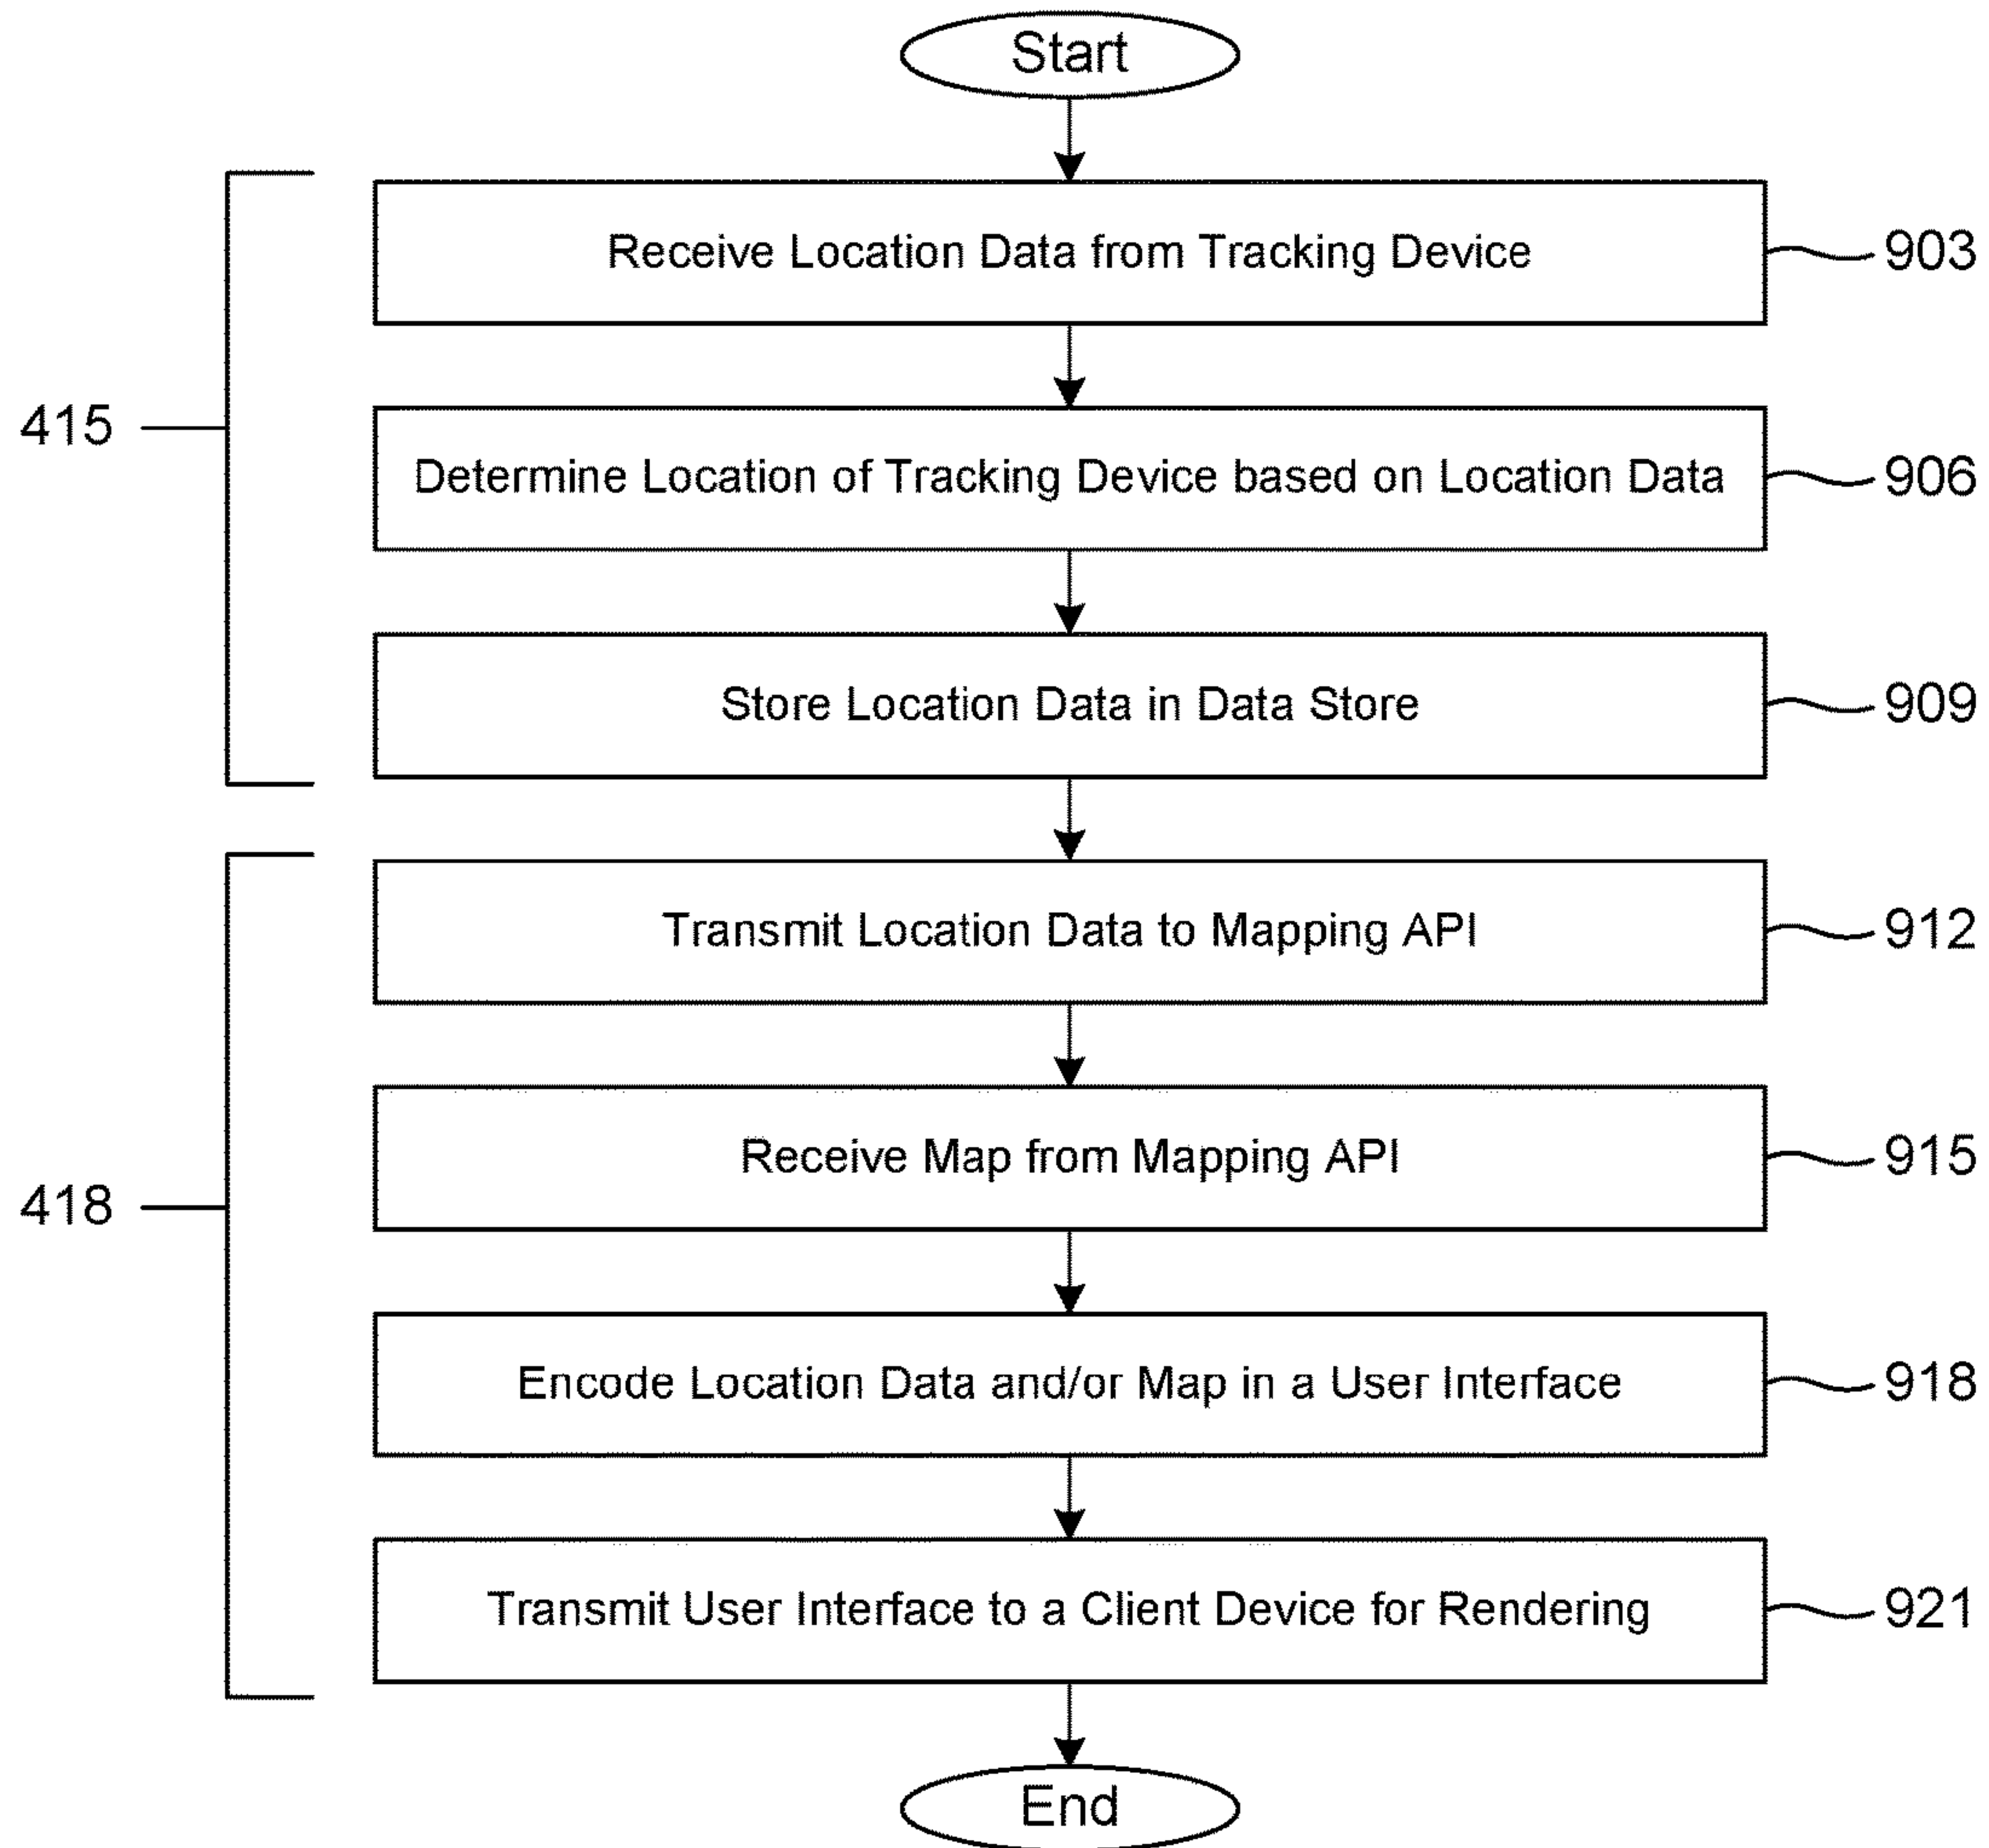 Start
Receive Location Data from Tracking Device
903
415
Determine Location of Tracking Device based on Location Data
906
Store Location Data in Data Store
909
Transmit Location Data to Mapping API
912
Receive Map from Mapping API
915
418
Encode Location Data and/or Map in a User Interface
918
Transmit User Interface to a Client Device for Rendering
921
End